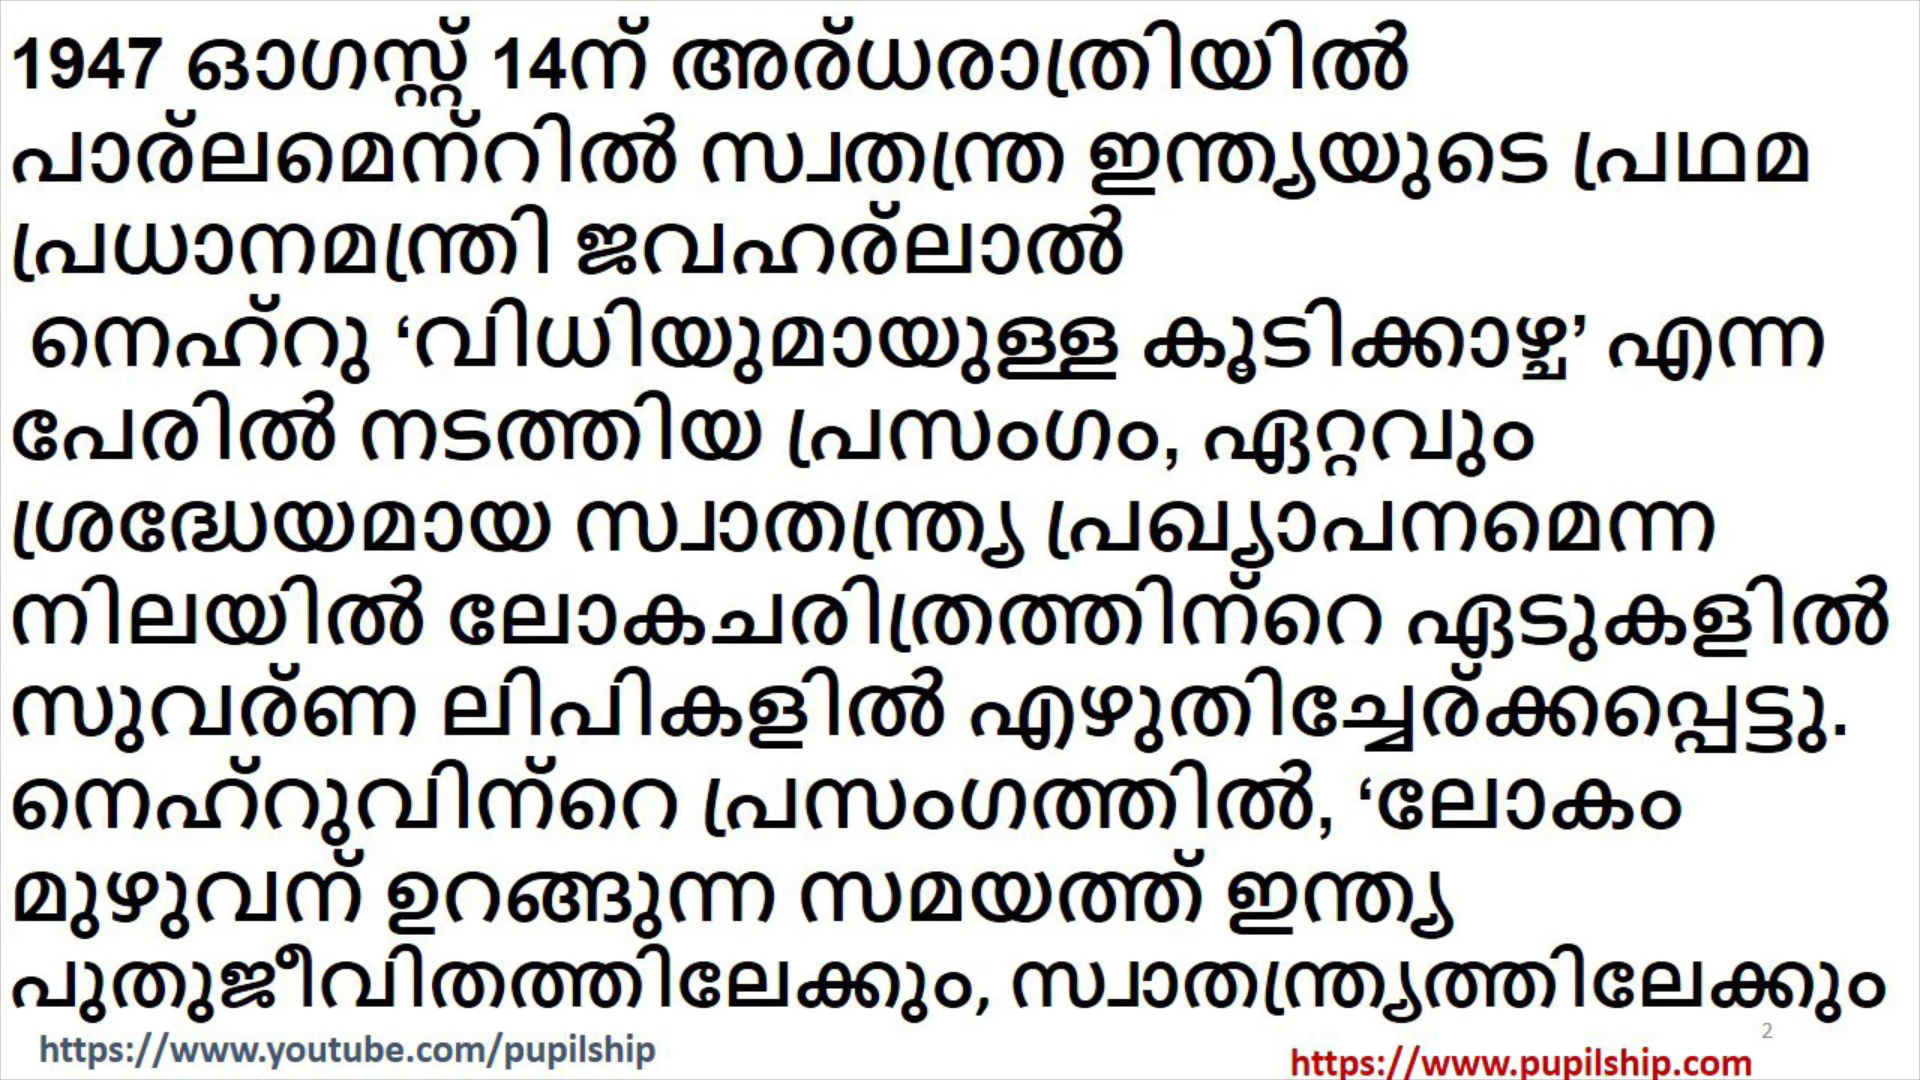 1947 ഓഗസ്റ്റ് 14ന് അര്ധരാത്രിയിൽ
പാര്ലമെന്റിൽ സ്വതന്ത്ര ഇന്ത്യയുടെ പ്രഥമ
പ്രധാനമന്ത്രി ജവഹര്ലാൽ
നെഹ്റു ‘വിധിയുമായുള്ള കൂടിക്കാഴ്ച’ എന്ന
പേരിൽ നടത്തിയ പ്രസംഗം, ഏറ്റവും
ശ്രദ്ധേയമായ സ്വാതന്ത്ര്യ പ്രഖ്യാപനമെന്ന
നിലയിൽ ലോകചരിത്രത്തിന്റെ ഏടുകളിൽ
സുവര്ണ ലിപികളിൽ എഴുതിച്ചേര്ക്കപ്പെട്ടു.
നെഹ്റുവിന്റെ പ്രസംഗത്തിൽ, ‘ലോകം
മുഴുവന് ഉറങ്ങുന്ന സമയത്ത് ഇന്ത്യ
പുതുജീവിതത്തിലേക്കും, സ്വാതന്ത്ര്യത്തിലേക്കും
https://www.youtube.com/pupilship
https://www.pupilship.com
2